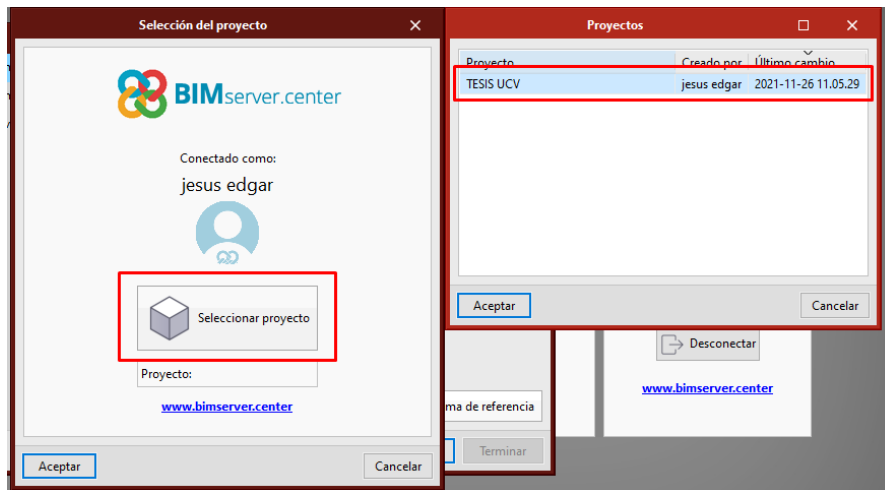 Selección del proyecto
BIMserver.center
Conectado como:
jesus edgar
Seleccionar proyecto
Proyecto:
www.bimserver.center
Aceptar
Cancelar
Proyectos
Proyecto Creado por Último cambio
TESIS UCV jesus edgar 2021-11-26 11.05.29
Aceptar
Cancelar
Desconectar
www.bimserver.center
ma de referencia
Terminar